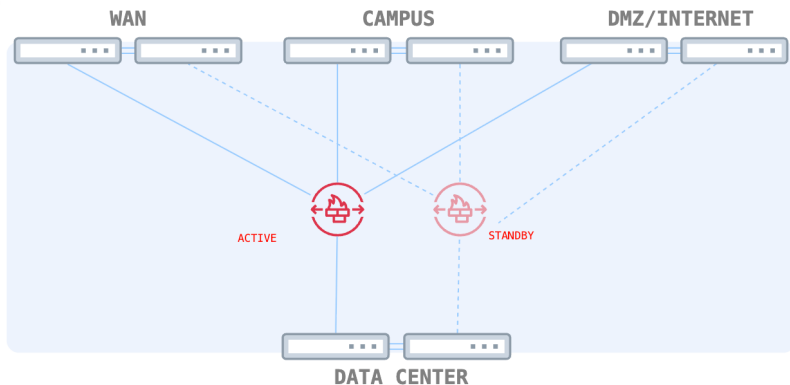 WAN
CAMPUS
DMZ/INTERNET
ACTIVE
STANDBY
DATA CENTER